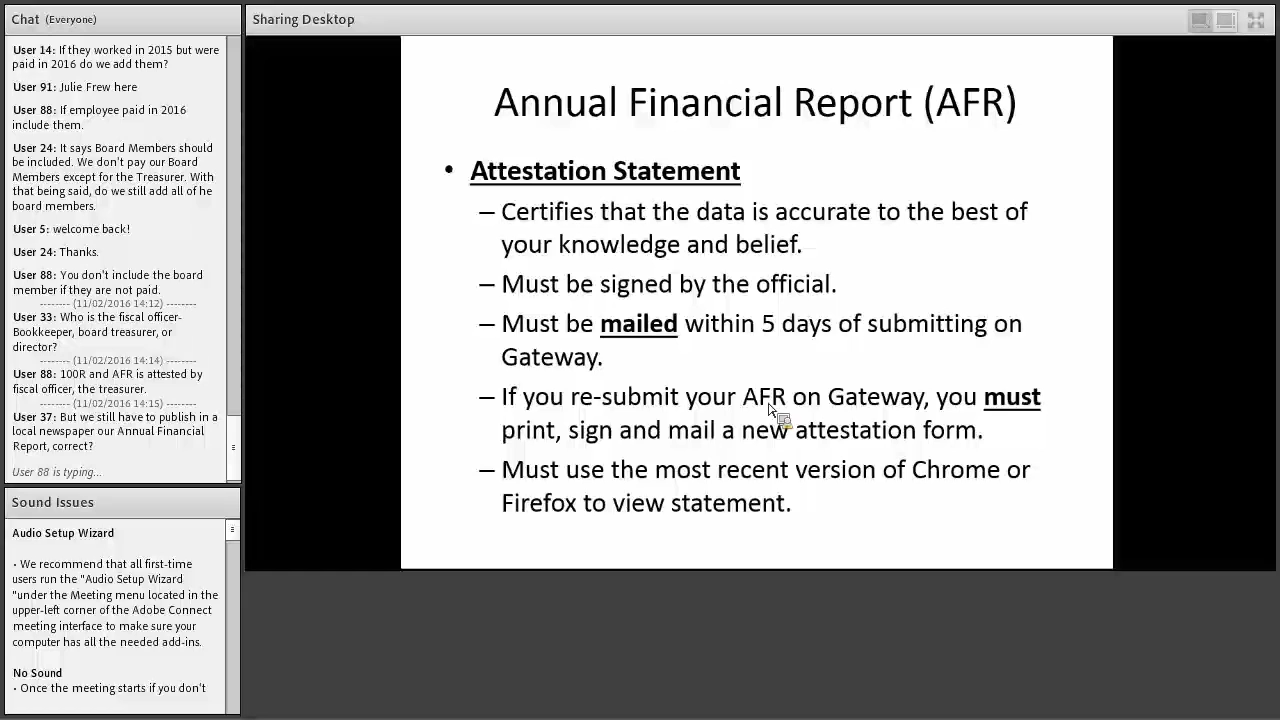 Chat (Everyone)
User 14: If they worked in 2015 but were
paid in 2016 do we add them?
User 91: Julie Frew here
User 88: If employee paid in 2016
include them.
User 24: It says Board Members should
be included. We don't pay our Board
Members except for the Treasurer. With
that being said, do we still add all of he
board members.
User 5: welcome back!
User 24: Thanks.
User 88: You don't include the board
member if they are not paid.
-------- (11/02/2016 14:12) --------
User 33: Who is the fiscal officer-
Bookkeeper, board treasurer, or
director?
-------- (11/02/2016 14:14) --------
User 88: 100R and AFR is attested by
fiscal officer, the treasurer.
-------- (11/02/2016 14:15) --------
User 37: But we still have to publish in a
local newspaper our Annual Financial
Report, correct?
User 88 is typing...
Sound Issues
Audio Setup Wizard
• We recommend that all first-time
users run the "Audio Setup Wizard
"under the Meeting menu located in the
upper-left corner of the Adobe Connect
meeting interface to make sure your
computer has all the needed add-ins.
No Sound
• Once the meeting starts if you don't
Sharing Desktop
Annual Financial Report (AFR)
• Attestation Statement
– Certifies that the data is accurate to the best of
your knowledge and belief.
– Must be signed by the official.
– Must be mailed within 5 days of submitting on
Gateway.
– If you re-submit your AFR on Gateway, you must
print, sign and mail a new attestation form.
– Must use the most recent version of Chrome or
Firefox to view statement.